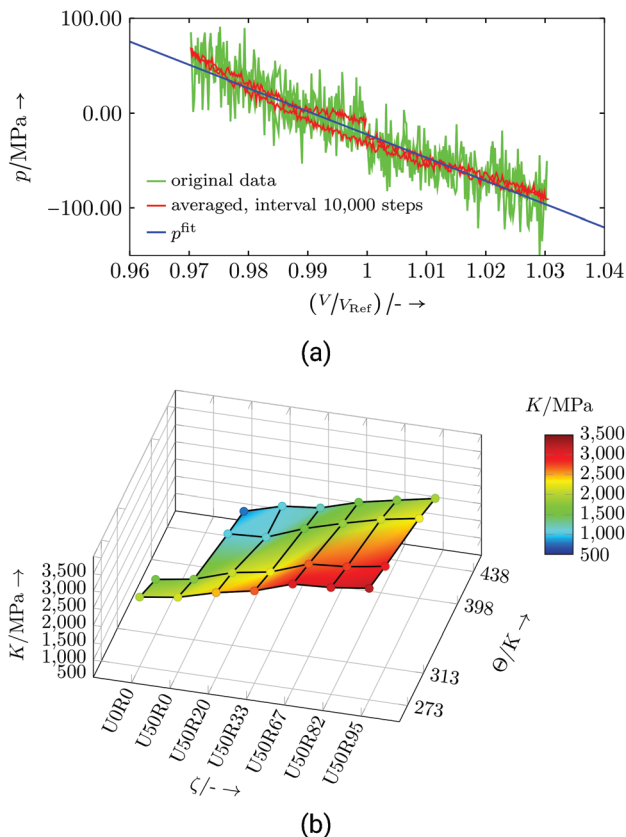 100.00
0.00
−100.00
p/MPa →
original data
averaged, interval 10,000 steps
p^fit
0.96 0.97 0.98 0.99 1 1.01 1.02 1.03 1.04
(V/V_Ref) /- →
(a)
K/MPa
3,500
3,000
2,500
2,000
1,500
1,000
500
3,500
3,000
2,500
2,000
1,500
1,000
500
K/MPa →
438
398
313
273
Θ/K →
U0R0
U50R0
U50R20
U50R33
U50R67
U50R82
U50R95
ζ/- →
(b)